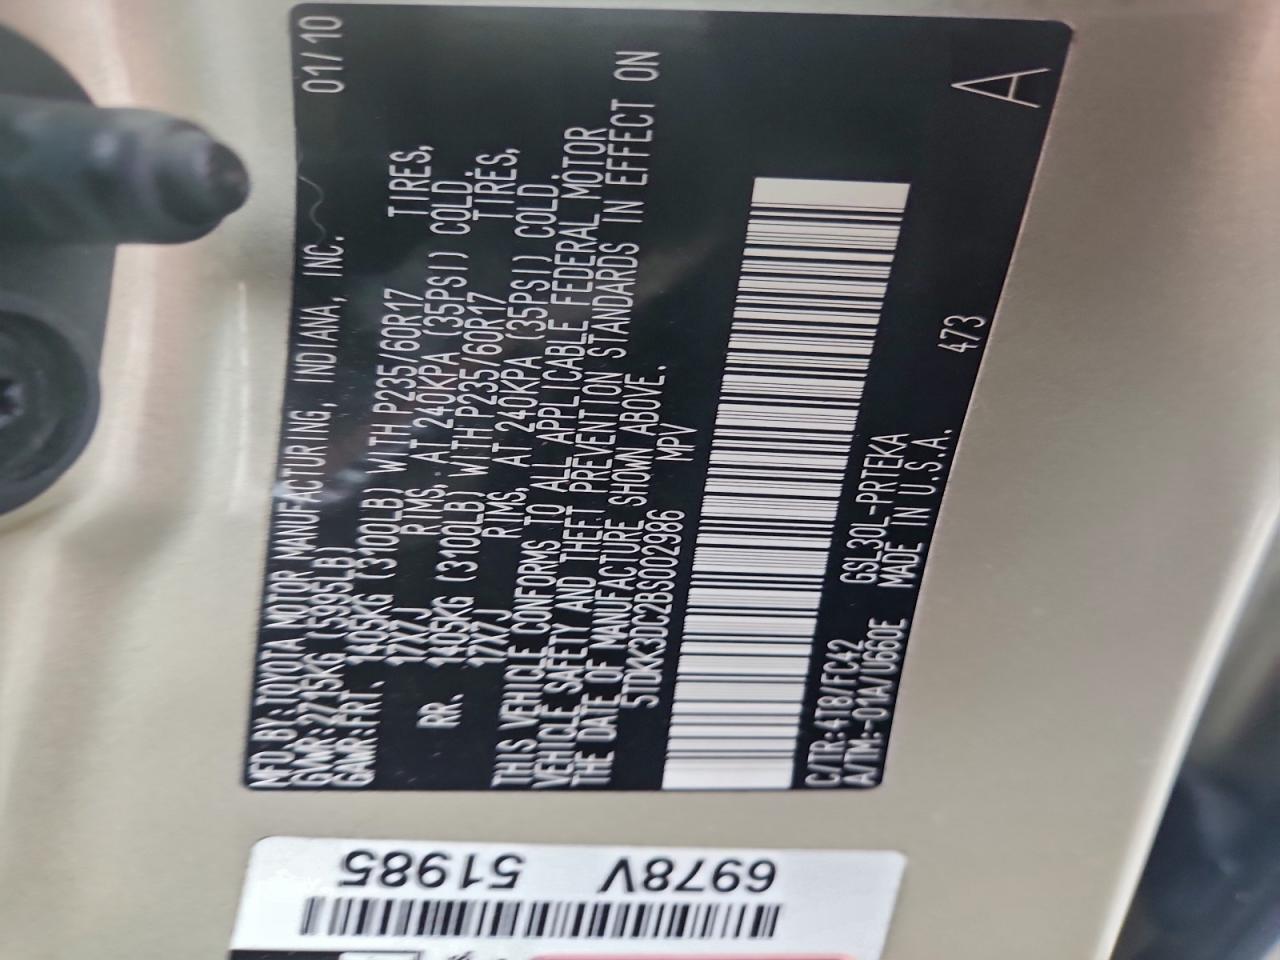 MFD.BY:TOYOTA MOTOR MANUFACTURING, INDIANA, INC. 01/10
GVWR:2715KG (5995LB)
GAWR:FRT. 1405KG (3100LB) WITH P235/60R17 TIRES,
17X7J RIMS, AT 240KPA (35PSI) COLD.
RR. 1405KG (3100LB) WITH P235/60R17 TIRES,
17X7J RIMS, AT 240KPA (35PSI) COLD.
THIS VEHICLE CONFORMS TO ALL APPLICABLE FEDERAL MOTOR
VEHICLE SAFETY AND THEFT PREVENTION STANDARDS IN EFFECT ON
THE DATE OF MANUFACTURE SHOWN ABOVE.
5TDKK3DC2BS002986 MPV
C/TR:4T8/FC42 GSL30L-PRTEKA 473
A/TM:-01A/U660E MADE IN U.S.A.
A
6978V 51985